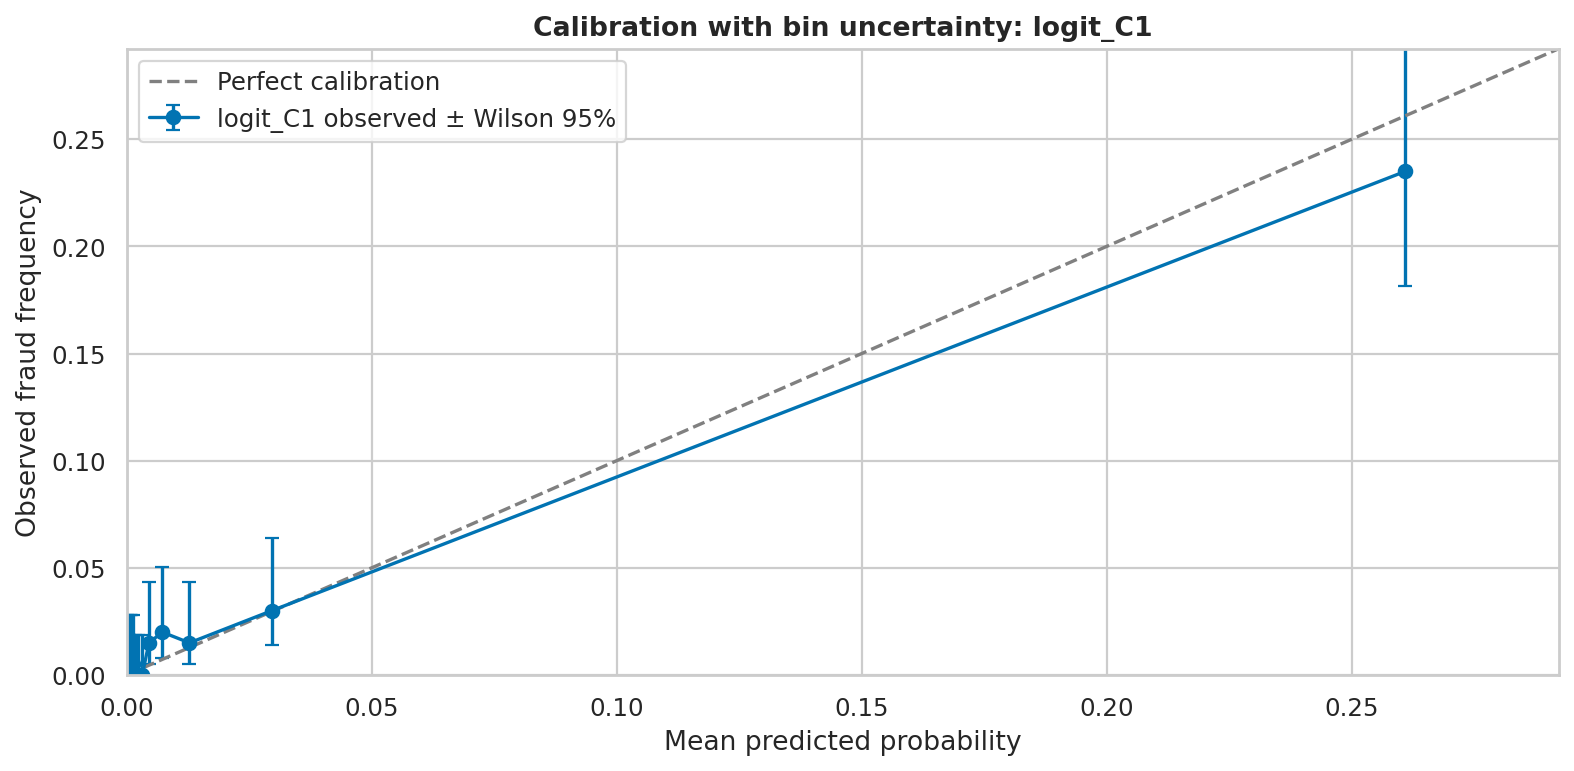 Calibration with bin uncertainty: logit_C1
Perfect calibration
logit_C1 observed ± Wilson 95%
Observed fraud frequency
0.25
0.20
0.15
0.10
0.05
0.00
0.00 0.05 0.10 0.15 0.20 0.25
Mean predicted probability